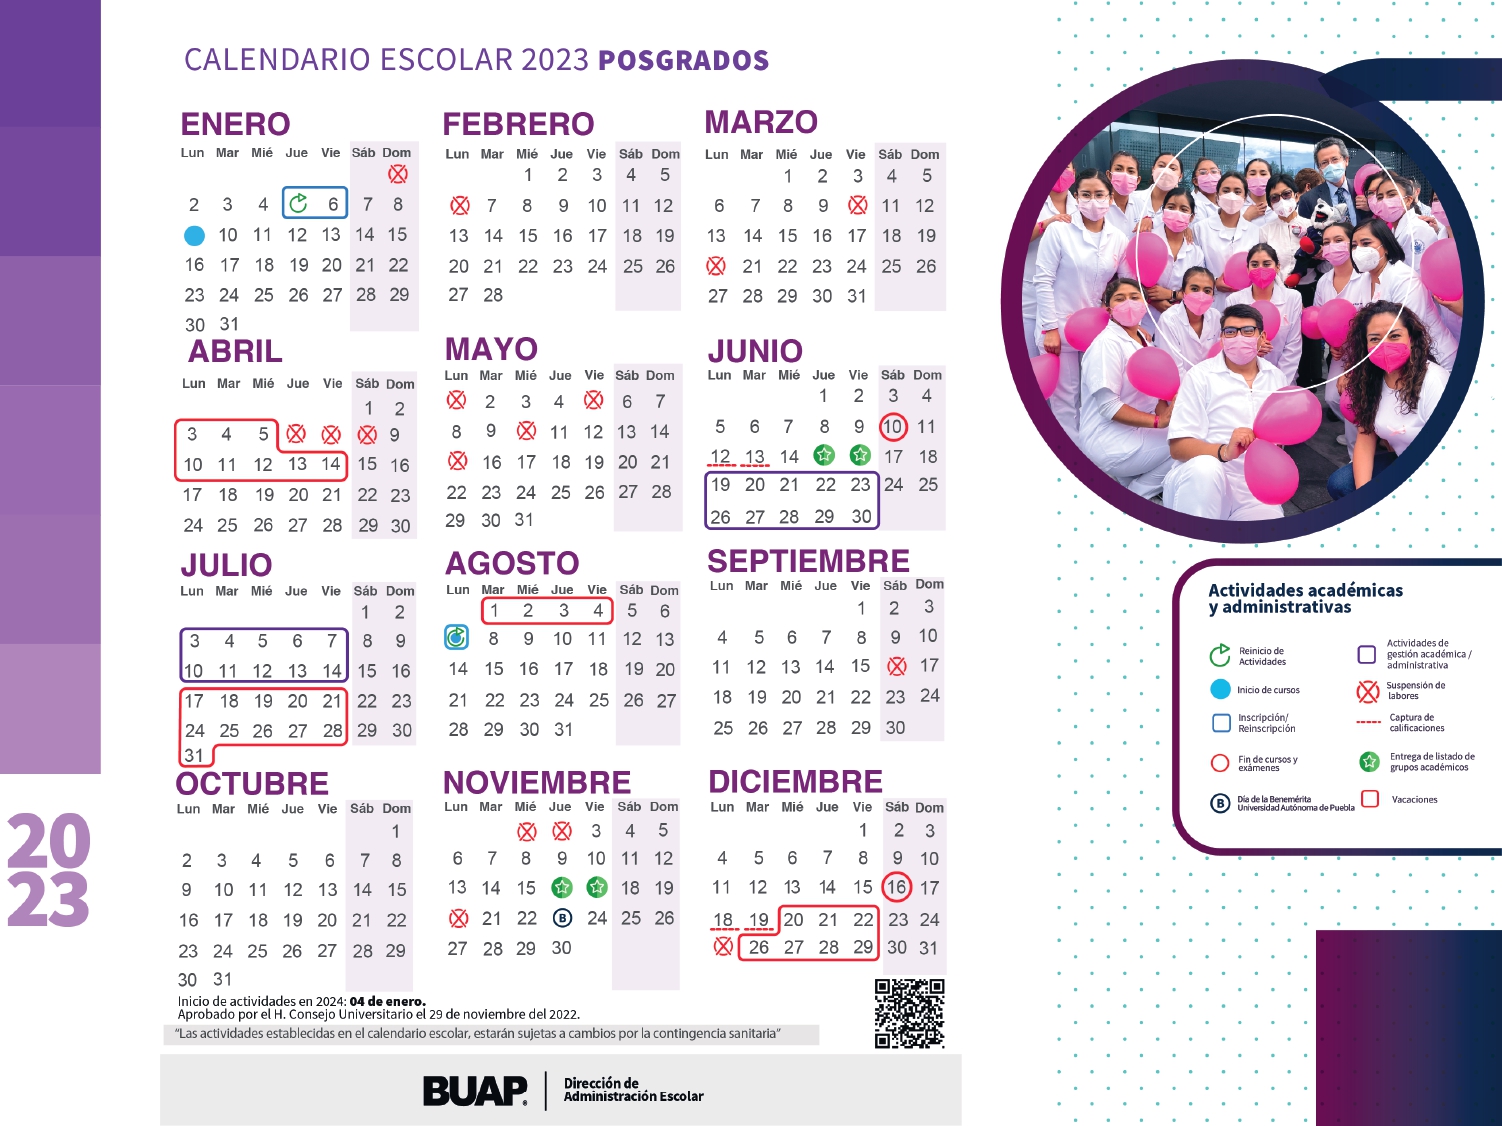 CALENDARIO ESCOLAR 2023 POSGRADOS
ENERO
Lun Mar Mié Jue Vie Sáb Dom
2 3 4 6 7 8
10 11 12 13 14 15
16 17 18 19 20 21 22
23 24 25 26 27 28 29
30 31
FEBRERO
Lun Mar Mié Jue Vie Sáb Dom
1 2 3 4 5
7 8 9 10 11 12
13 14 15 16 17 18 19
20 21 22 23 24 25 26
27 28
MARZO
Lun Mar Mié Jue Vie Sáb Dom
1 2 3 4 5
6 7 8 9 11 12
13 14 15 16 17 18 19
21 22 23 24 25 26
27 28 29 30 31
ABRIL
Lun Mar Mié Jue Vie Sáb Dom
1 2
3 4 5 9
10 11 12 13 14 15 16
17 18 19 20 21 22 23
24 25 26 27 28 29 30
MAYO
Lun Mar Mié Jue Vie Sáb Dom
2 3 4 6 7
8 9 11 12 13 14
16 17 18 19 20 21
22 23 24 25 26 27 28
29 30 31
JUNIO
Lun Mar Mié Jue Vie Sáb Dom
1 2 3 4
5 6 7 8 9 10 11
12 13 14 17 18
19 20 21 22 23 24 25
26 27 28 29 30
JULIO
Lun Mar Mié Jue Vie Sáb Dom
1 2
3 4 5 6 7 8 9
10 11 12 13 14 15 16
17 18 19 20 21 22 23
24 25 26 27 28 29 30
31
AGOSTO
Lun Mar Mié Jue Vie Sáb Dom
1 2 3 4 5 6
8 9 10 11 12 13
14 15 16 17 18 19 20
21 22 23 24 25 26 27
28 29 30 31
SEPTIEMBRE
Lun Mar Mié Jue Vie Sáb Dom
1 2 3
4 5 6 7 8 9 10
11 12 13 14 15 17
18 19 20 21 22 23 24
25 26 27 28 29 30
OCTUBRE
Lun Mar Mié Jue Vie Sáb Dom
1
2 3 4 5 6 7 8
9 10 11 12 13 14 15
16 17 18 19 20 21 22
23 24 25 26 27 28 29
30 31
NOVIEMBRE
Lun Mar Mié Jue Vie Sáb Dom
3 4 5
6 7 8 9 10 11 12
13 14 15 18 19
21 22 B 24 25 26
27 28 29 30
DICIEMBRE
Lun Mar Mié Jue Vie Sáb Dom
1 2 3
4 5 6 7 8 9 10
11 12 13 14 15 16 17
18 19 20 21 22 23 24
26 27 28 29 30 31
Inicio de actividades en 2024: 04 de enero.
Aprobado por el H. Consejo Universitario el 29 de noviembre del 2022.
“Las actividades establecidas en el calendario escolar, estarán sujetas a cambios por la contingencia sanitaria”
BUAP®
Dirección de
Administración Escolar
20
23
Actividades académicas
y administrativas
Reinicio de
Actividades
Inicio de cursos
Inscripción/
Reinscripción
Fin de cursos y
exámenes
B
Día de la Benemérita
Universidad Autónoma de Puebla
Actividades de
gestión académica /
administrativa
Suspensión de
labores
Captura de
calificaciones
Entrega de listado de
grupos académicos
Vacaciones